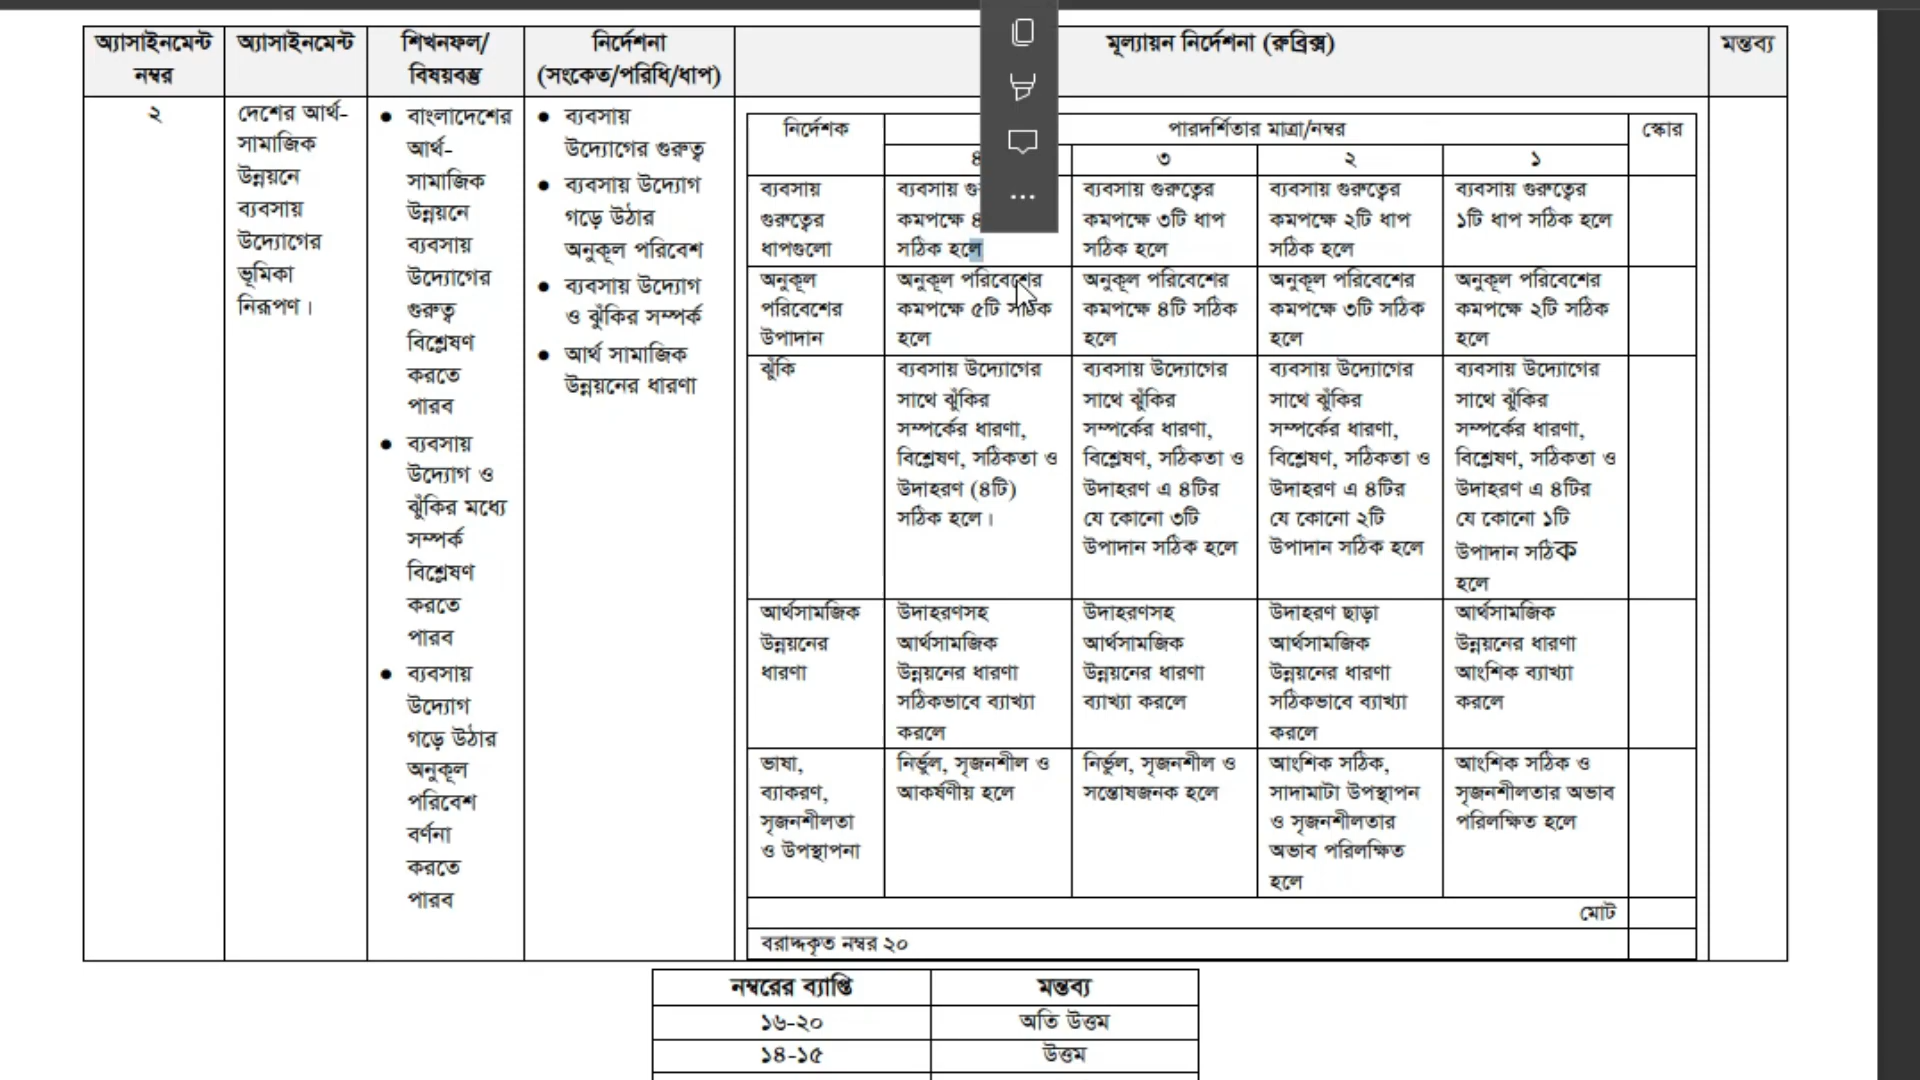 অ্যাসাইনমেন্ট নম্বর
অ্যাসাইনমেন্ট
শিখনফল/ বিষয়বস্তু
নির্দেশনা (সংকেত/পরিধি/ধাপ)
মূল্যায়ন নির্দেশনা (রুব্রিক্স)
মন্তব্য
২
দেশের আর্থ-
সামাজিক
উন্নয়নে
ব্যবসায়
উদ্যোগের
ভূমিকা
নিরূপণ।
● বাংলাদেশের
আর্থ-
সামাজিক
উন্নয়নে
ব্যবসায়
উদ্যোগের
গুরুত্ব
বিশ্লেষণ
করতে
পারব
● ব্যবসায়
উদ্যোগ ও
ঝুঁকির মধ্যে
সম্পর্ক
বিশ্লেষণ
করতে
পারব
● ব্যবসায়
উদ্যোগ
গড়ে উঠার
অনুকূল
পরিবেশ
বর্ণনা
করতে
পারব
● ব্যবসায়
উদ্যোগের গুরুত্ব
● ব্যবসায় উদ্যোগ
গড়ে উঠার
অনুকূল পরিবেশ
● ব্যবসায় উদ্যোগ
ও ঝুঁকির সম্পর্ক
● আর্থ সামাজিক
উন্নয়নের ধারণা
নির্দেশক
পারদর্শিতার মাত্রা/নম্বর
স্কোর
৪
৩
২
১
ব্যবসায়
গুরুত্বের
ধাপগুলো
ব্যবসায়
কমপক্ষে ৪
সঠিক হলে
ব্যবসায় গুরুত্বের
কমপক্ষে ৩টি ধাপ
সঠিক হলে
ব্যবসায় গুরুত্বের
কমপক্ষে ২টি ধাপ
সঠিক হলে
ব্যবসায় গুরুত্বের
১টি ধাপ সঠিক হলে
অনুকূল
পরিবেশের
উপাদান
অনুকূল পরিবেশের
কমপক্ষে ৫টি সঠিক
হলে
অনুকূল পরিবেশের
কমপক্ষে ৪টি সঠিক
হলে
অনুকূল পরিবেশের
কমপক্ষে ৩টি সঠিক
হলে
অনুকূল পরিবেশের
কমপক্ষে ২টি সঠিক
হলে
ঝুঁকি
ব্যবসায় উদ্যোগের
সাথে ঝুঁকির
সম্পর্কের ধারণা,
বিশ্লেষণ, সঠিকতা ও
উদাহরণ (৪টি)
সঠিক হলে।
ব্যবসায় উদ্যোগের
সাথে ঝুঁকির
সম্পর্কের ধারণা,
বিশ্লেষণ, সঠিকতা ও
উদাহরণ এ ৪টির
যে কোনো ৩টি
উপাদান সঠিক হলে
ব্যবসায় উদ্যোগের
সাথে ঝুঁকির
সম্পর্কের ধারণা,
বিশ্লেষণ, সঠিকতা ও
উদাহরণ এ ৪টির
যে কোনো ২টি
উপাদান সঠিক হলে
ব্যবসায় উদ্যোগের
সাথে ঝুঁকির
সম্পর্কের ধারণা,
বিশ্লেষণ, সঠিকতা ও
উদাহরণ এ ৪টির
যে কোনো ১টি
উপাদান সঠিক
হলে
আর্থসামজিক
উন্নয়নের
ধারণা
উদাহরণসহ
আর্থসামজিক
উন্নয়নের ধারণা
সঠিকভাবে ব্যাখ্যা
করলে
উদাহরণসহ
আর্থসামজিক
উন্নয়নের ধারণা
ব্যাখ্যা করলে
উদাহরণ ছাড়া
আর্থসামজিক
উন্নয়নের ধারণা
সঠিকভাবে ব্যাখ্যা
করলে
আর্থসামজিক
উন্নয়নের ধারণা
আংশিক ব্যাখ্যা
করলে
ভাষা,
ব্যাকরণ,
সৃজনশীলতা
ও উপস্থাপনা
নির্ভুল, সৃজনশীল ও
আকর্ষণীয় হলে
নির্ভুল, সৃজনশীল ও
সন্তোষজনক হলে
আংশিক সঠিক,
সাদামাটা উপস্থাপন
ও সৃজনশীলতার
অভাব পরিলক্ষিত
হলে
আংশিক সঠিক ও
সৃজনশীলতার অভাব
পরিলক্ষিত হলে
মোট
বরাদ্দকৃত নম্বর ২০
নম্বরের ব্যাপ্তি
মন্তব্য
১৬-২০
অতি উত্তম
১৪-১৫
উত্তম